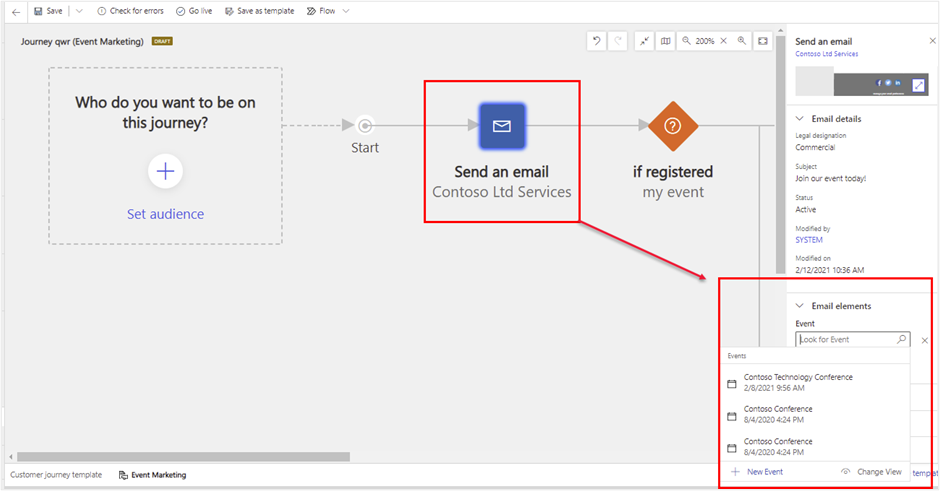 Save
Check for errors
Go live
Save as template
Flow
Journey qwr (Event Marketing) DRAFT
200%
Who do you want to be on
this journey?
Set audience
Start
Send an email
Contoso Ltd Services
if registered
my event
Send an email
Contoso Ltd Services
Email details
Legal designation
Commercial
Subject
Join our event today!
Status
Active
Modified by
SYSTEM
Modified on
2/12/2021 10:36 AM
Email elements
Event
Look for Event
Events
Contoso Technology Conference
2/8/2021 9:56 AM
Contoso Conference
8/4/2020 4:24 PM
Contoso Conference
8/4/2020 4:24 PM
New Event
Change View
Customer journey template
Event Marketing
templat